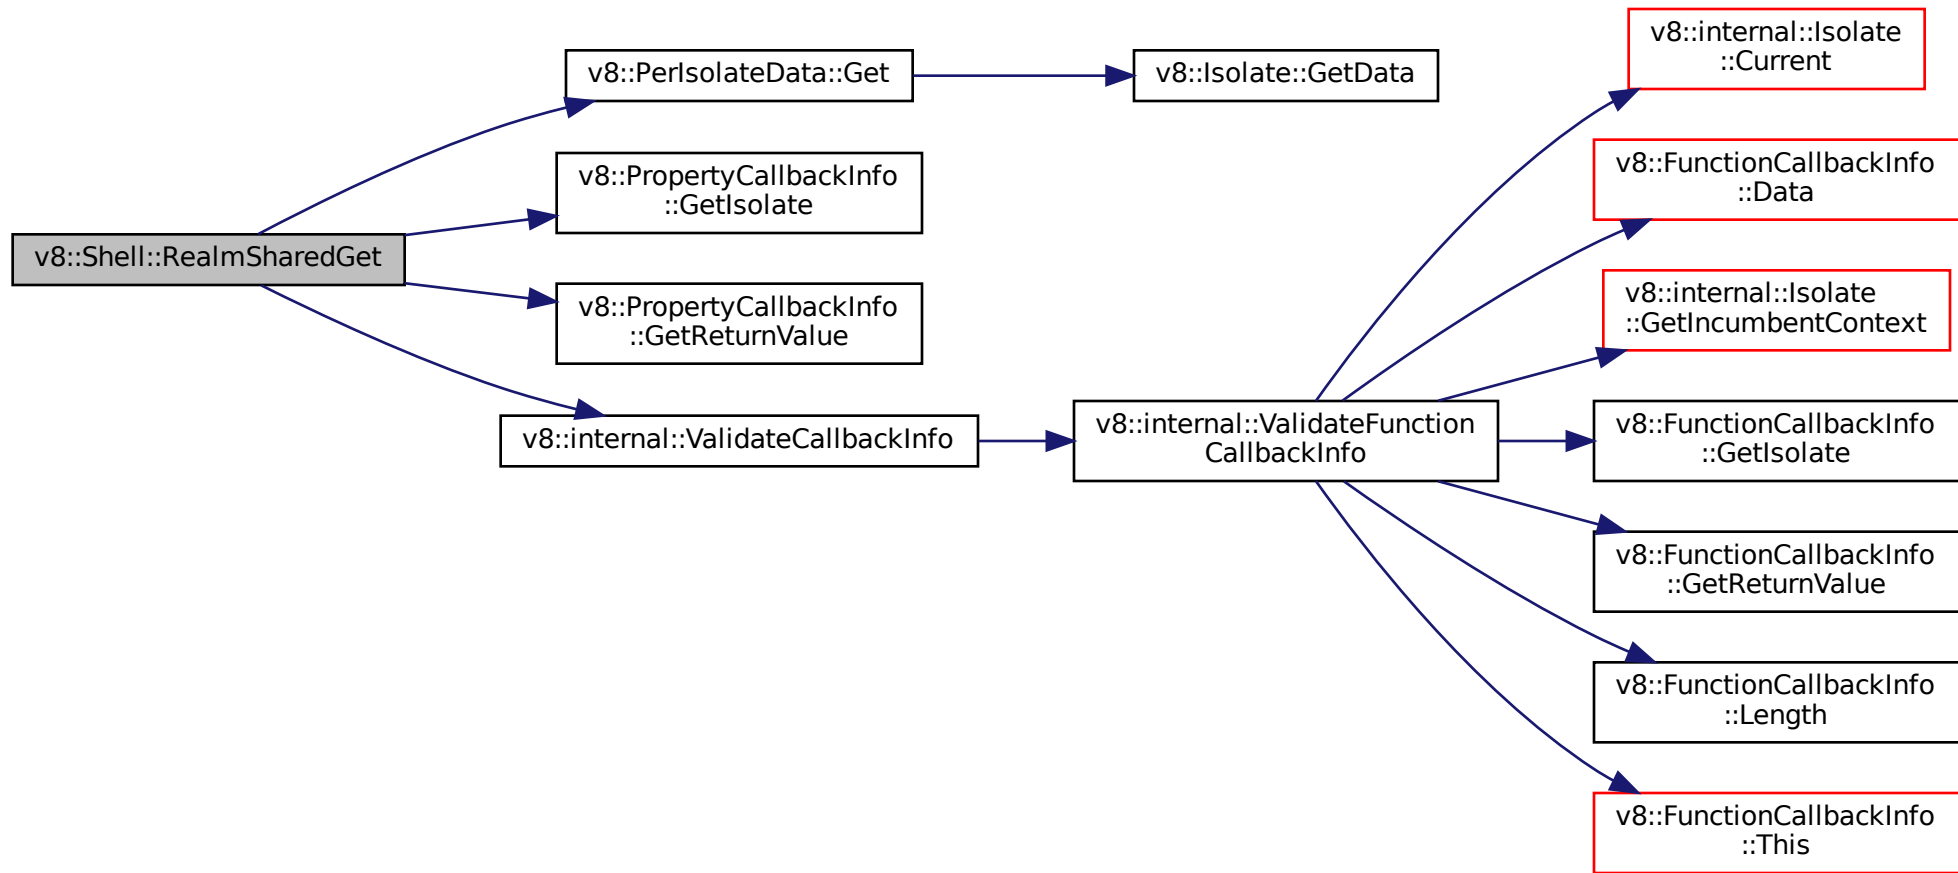 v8::Shell::RealmSharedGet
v8::PerIsolateData::Get
v8::PropertyCallbackInfo
::GetIsolate
v8::PropertyCallbackInfo
::GetReturnValue
v8::internal::ValidateCallbackInfo
v8::Isolate::GetData
v8::internal::ValidateFunction
CallbackInfo
v8::internal::Isolate
::Current
v8::FunctionCallbackInfo
::Data
v8::internal::Isolate
::GetIncumbentContext
v8::FunctionCallbackInfo
::GetIsolate
v8::FunctionCallbackInfo
::GetReturnValue
v8::FunctionCallbackInfo
::Length
v8::FunctionCallbackInfo
::This